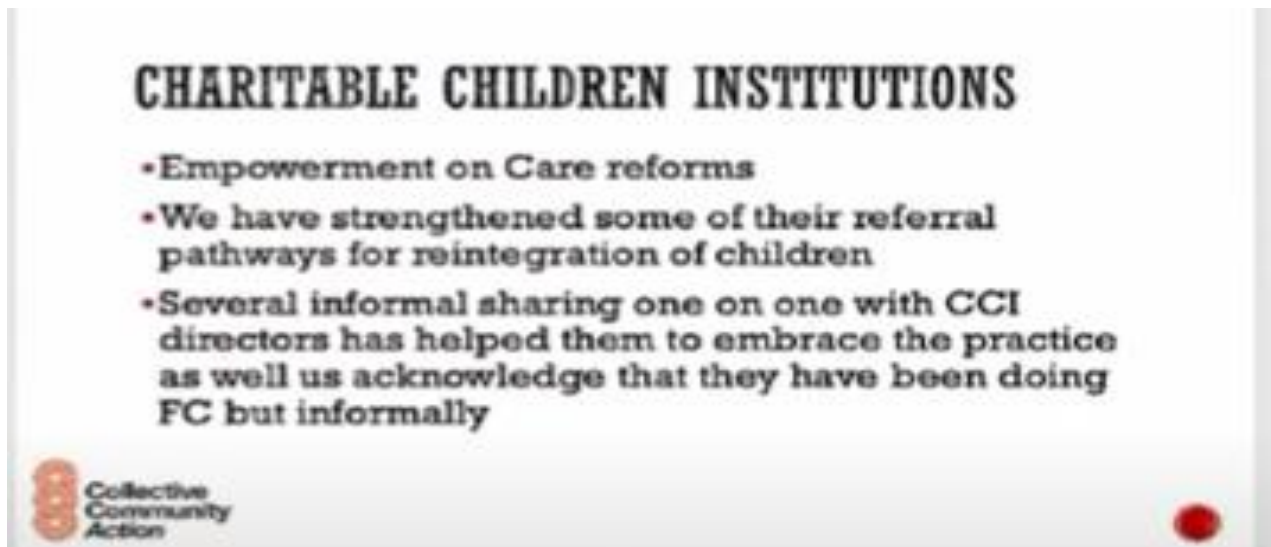 CHARITABLE CHILDREN INSTITUTIONS
▪Empowerment on Care reforms
▪We have strengthened some of their referral
pathways for reintegration of children
▪Several informal sharing one on one with CCI
directors has helped them to embrace the practice
as well us acknowledge that they have been doing
FC but informally
Collective
Community
Action